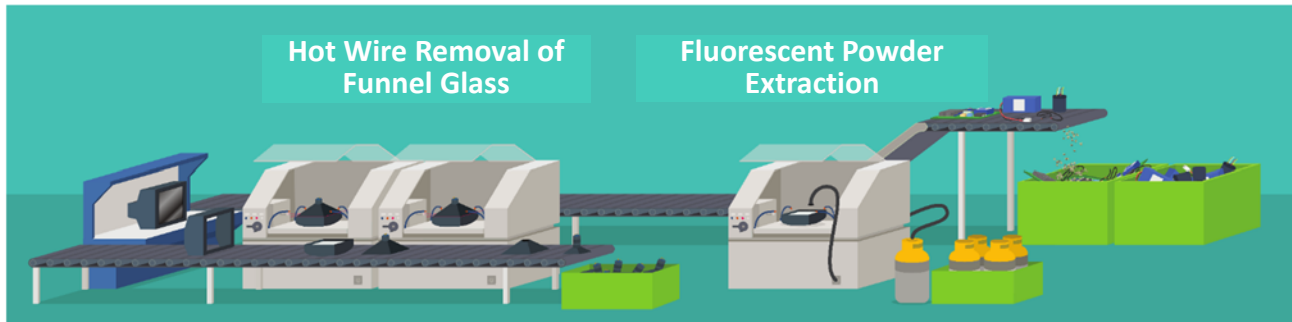 Hot Wire Removal of
Funnel Glass
Fluorescent Powder
Extraction